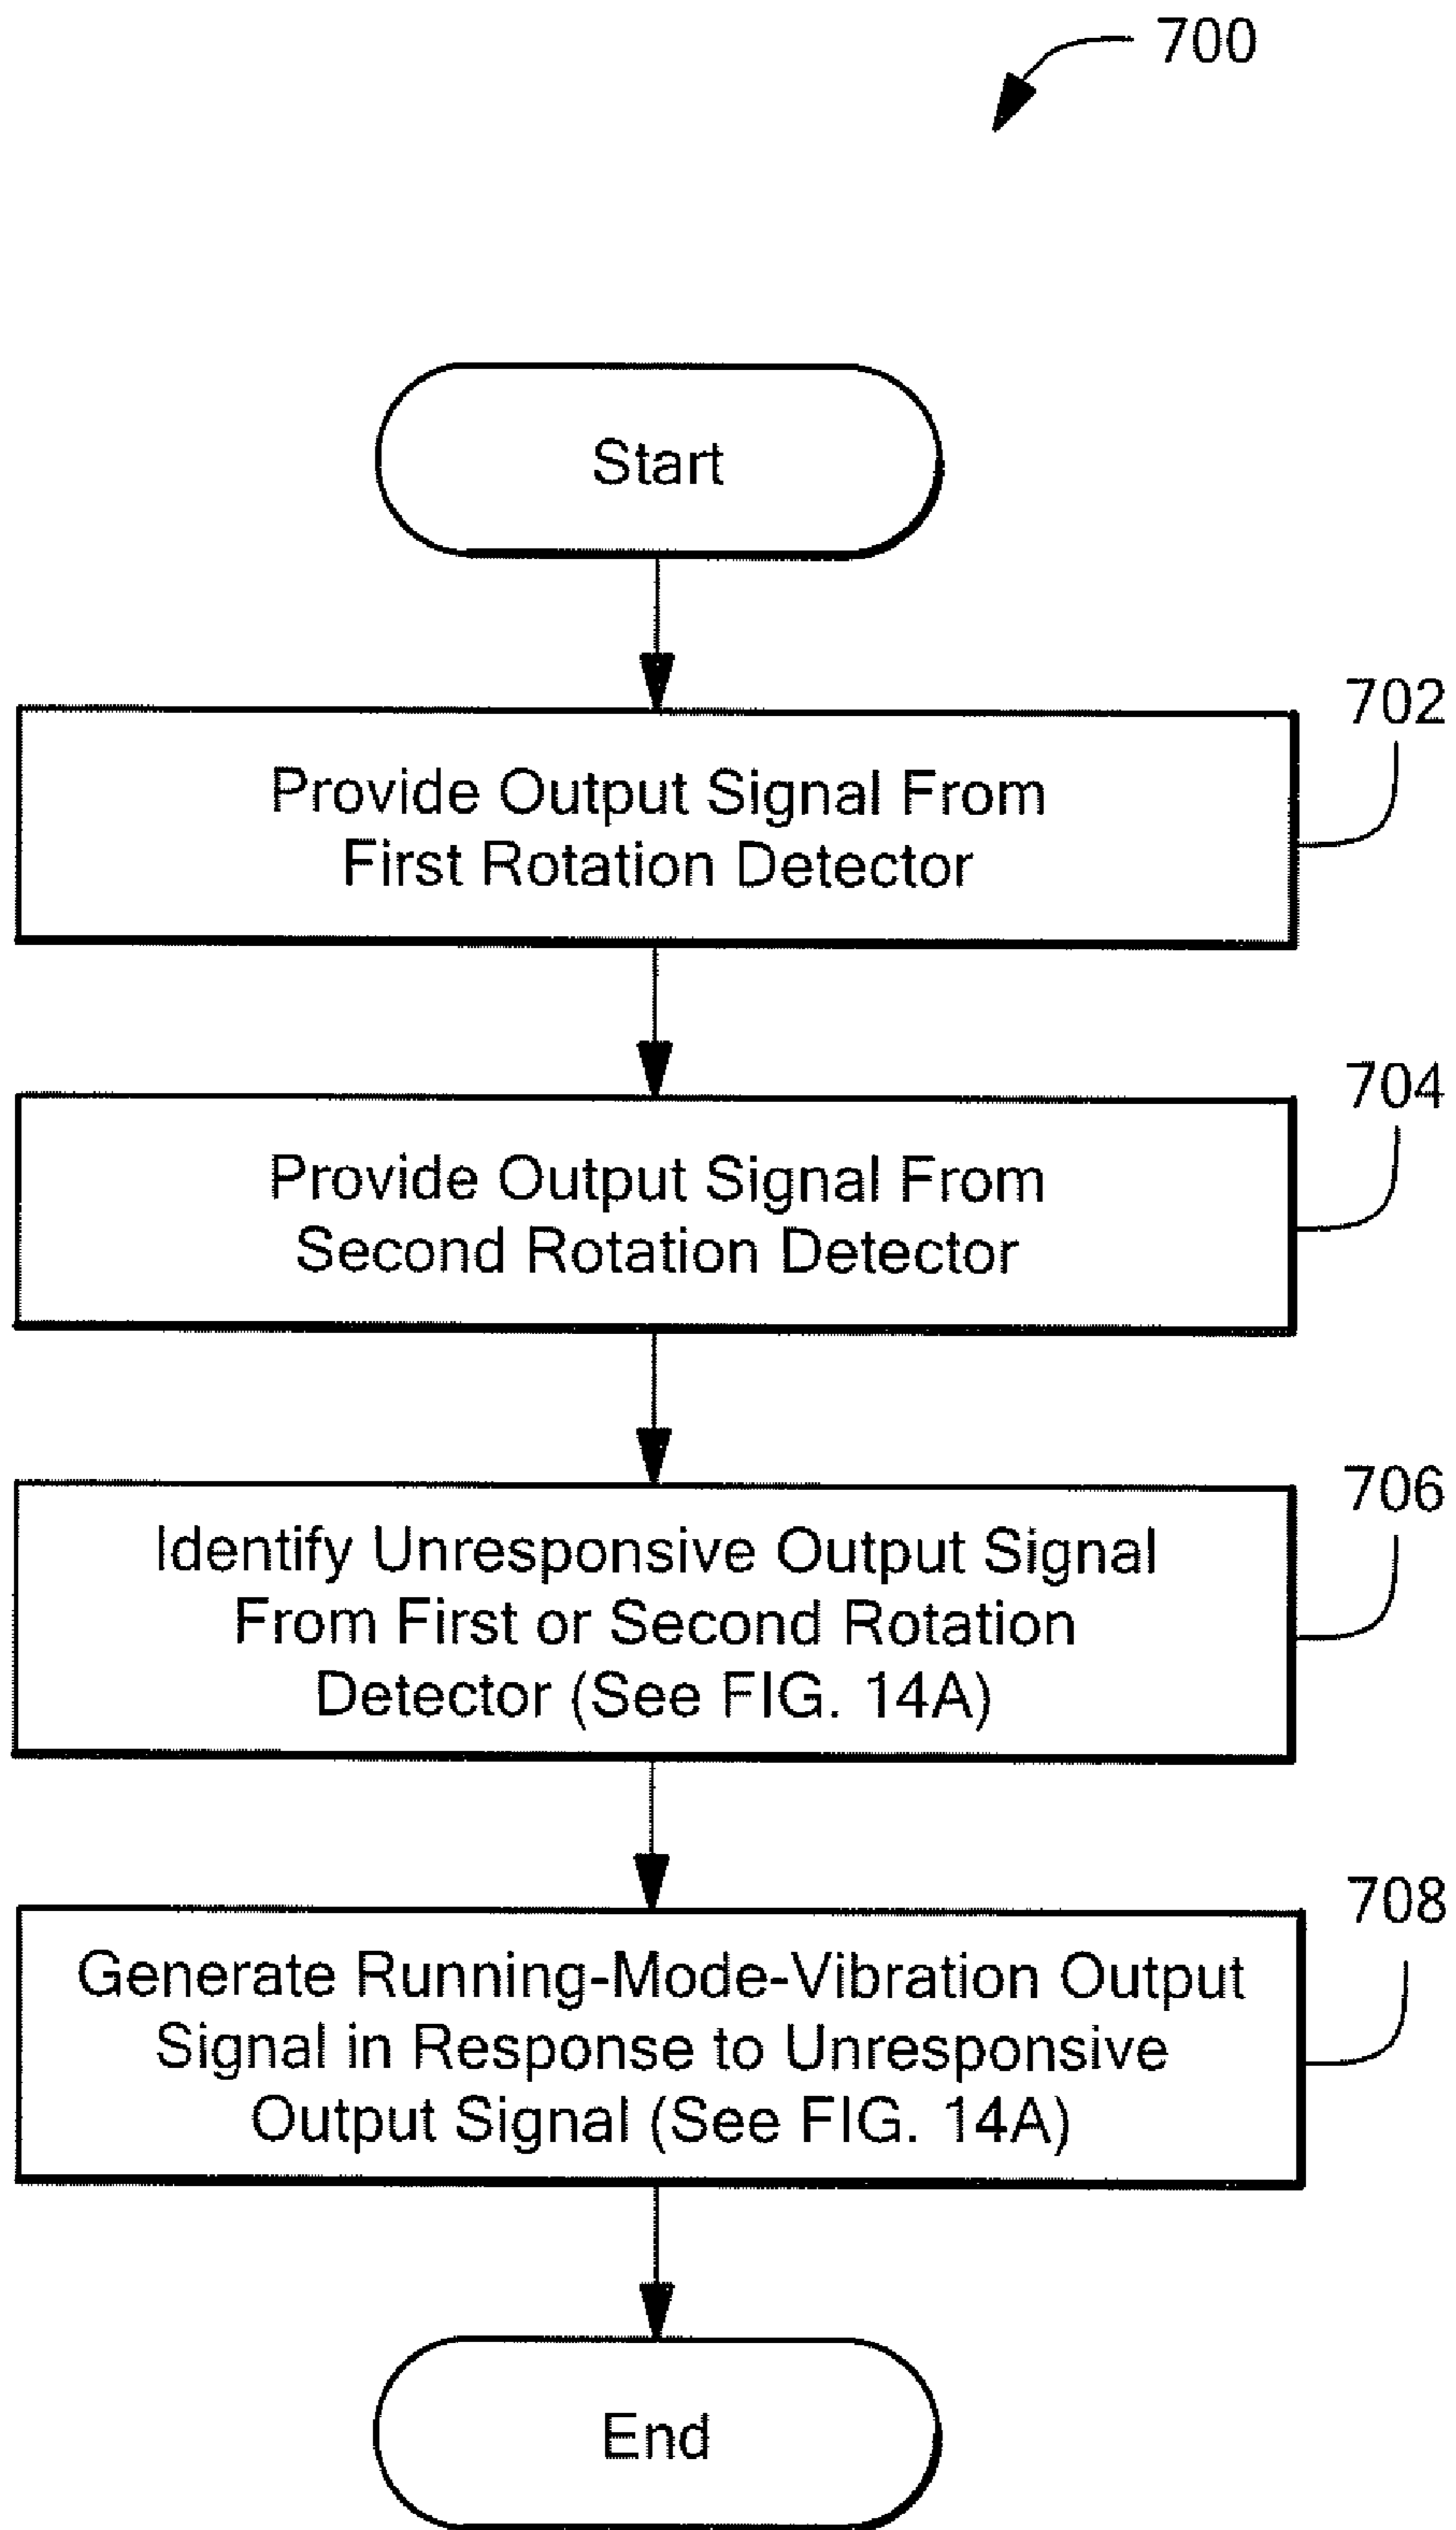 700
Start
702
Provide Output Signal From
First Rotation Detector
704
Provide Output Signal From
Second Rotation Detector
706
Identify Unresponsive Output Signal
From First or Second Rotation
Detector (See FIG. 14A)
708
Generate Running-Mode-Vibration Output
Signal in Response to Unresponsive
Output Signal (See FIG. 14A)
End